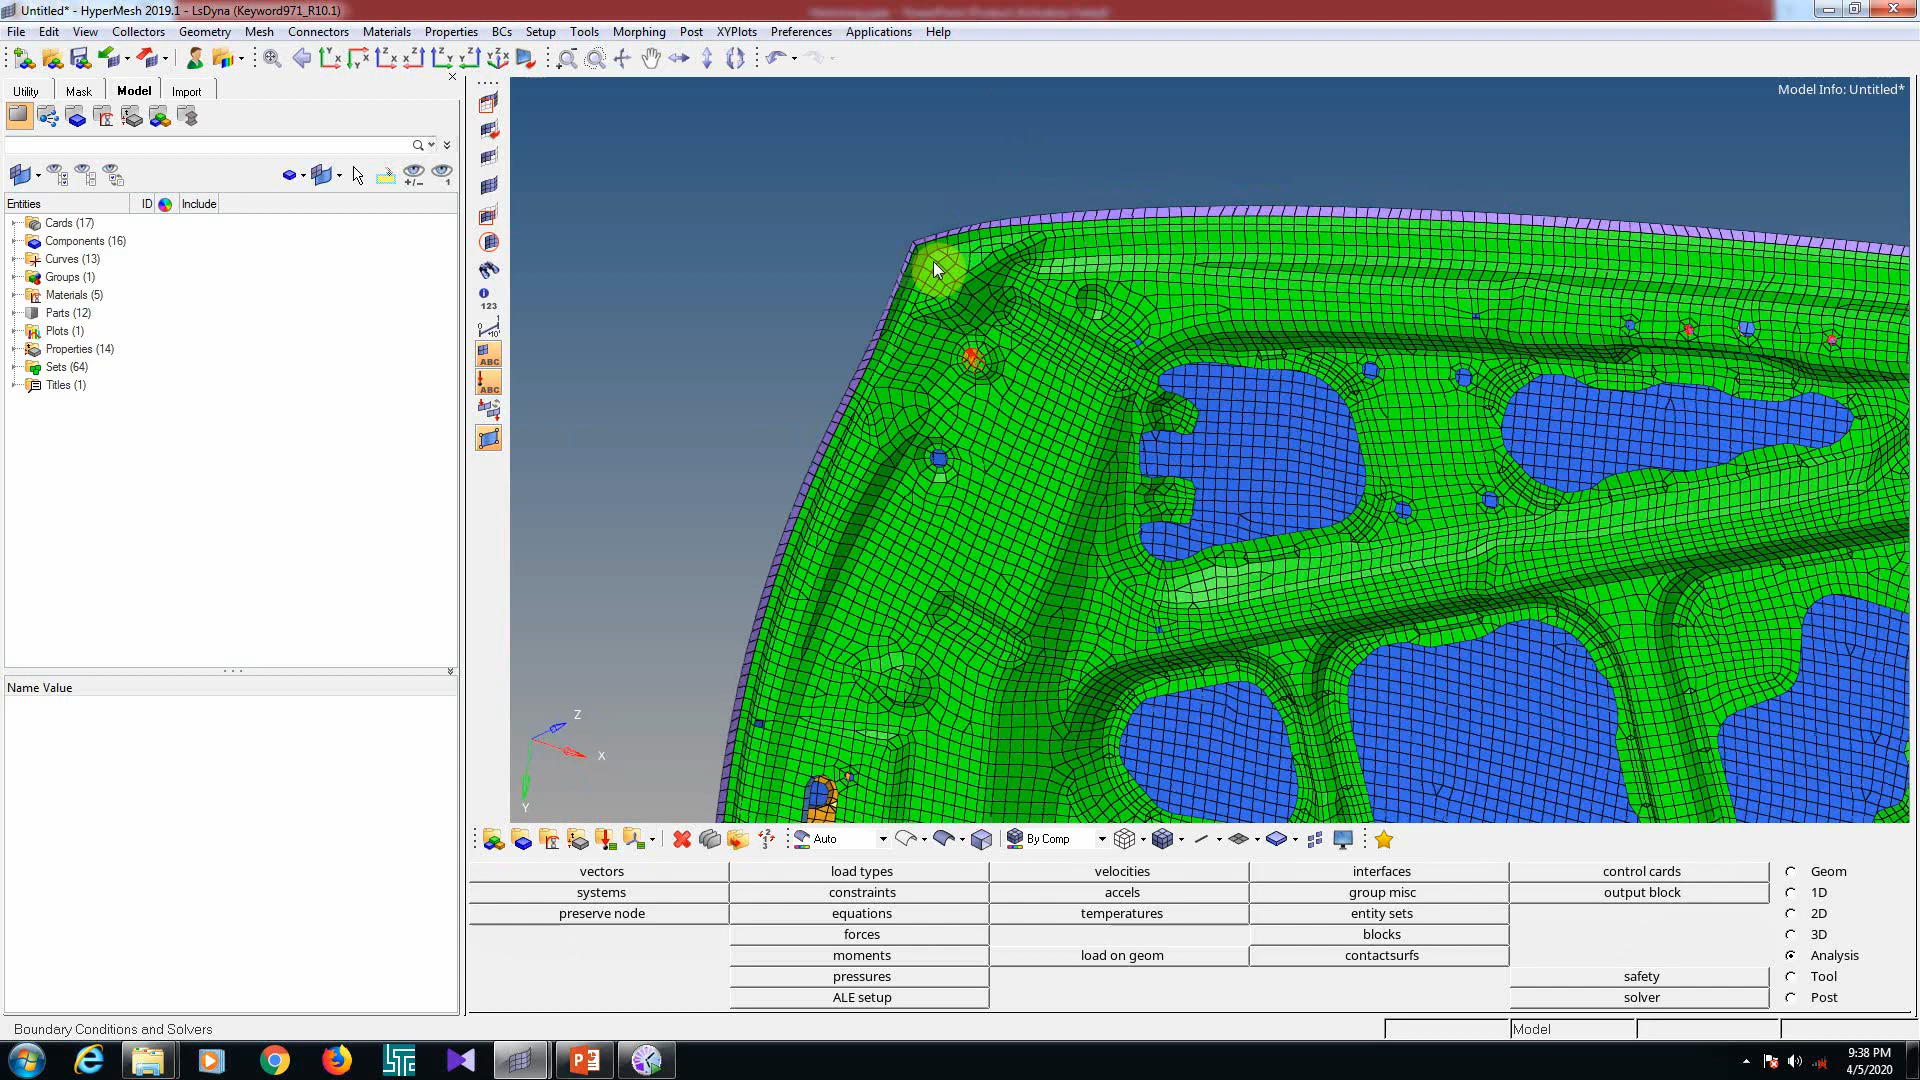 Untitled* - HyperMesh 2019.1 - LsDyna (Keyword971_R10.1)
File Edit View Collectors Geometry Mesh Connectors Materials Properties BCs Setup Tools Morphing Post XYPlots Preferences Applications Help
Utility Mask Model Import
Model Info: Untitled*
Entities ID Include
Cards (17)
Components (16)
Curves (13)
Groups (1)
Materials (5)
Parts (12)
Plots (1)
Properties (14)
Sets (64)
Titles (1)
123
ABC
ABC
Name Value
Z
X
Y
Auto By Comp
vectors load types velocities interfaces control cards Geom
systems constraints accels group misc output block 1D
preserve node equations temperatures entity sets 2D
forces blocks 3D
moments load on geom contactsurfs Analysis
pressures safety Tool
ALE setup solver Post
Boundary Conditions and Solvers Model
9:38 PM
4/5/2020